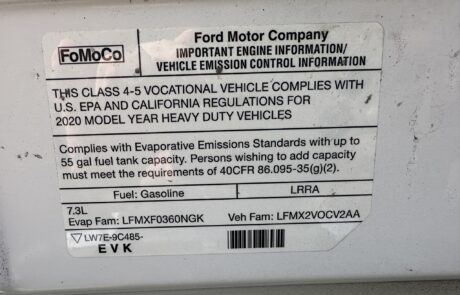 FoMoCo
Ford Motor Company
IMPORTANT ENGINE INFORMATION/
VEHICLE EMISSION CONTROL INFORMATION
THIS CLASS 4-5 VOCATIONAL VEHICLE COMPLIES WITH
U.S. EPA AND CALIFORNIA REGULATIONS FOR
2020 MODEL YEAR HEAVY DUTY VEHICLES
Complies with Evaporative Emissions Standards with up to
55 gal fuel tank capacity. Persons wishing to add capacity
must meet the requirements of 40CFR 86.095-35(g)(2).
Fuel: Gasoline LRRA
7.3L
Evap Fam: LFMXF0360NGK Veh Fam: LFMX2VOCV2AA
LW7E-9C485-
EVK